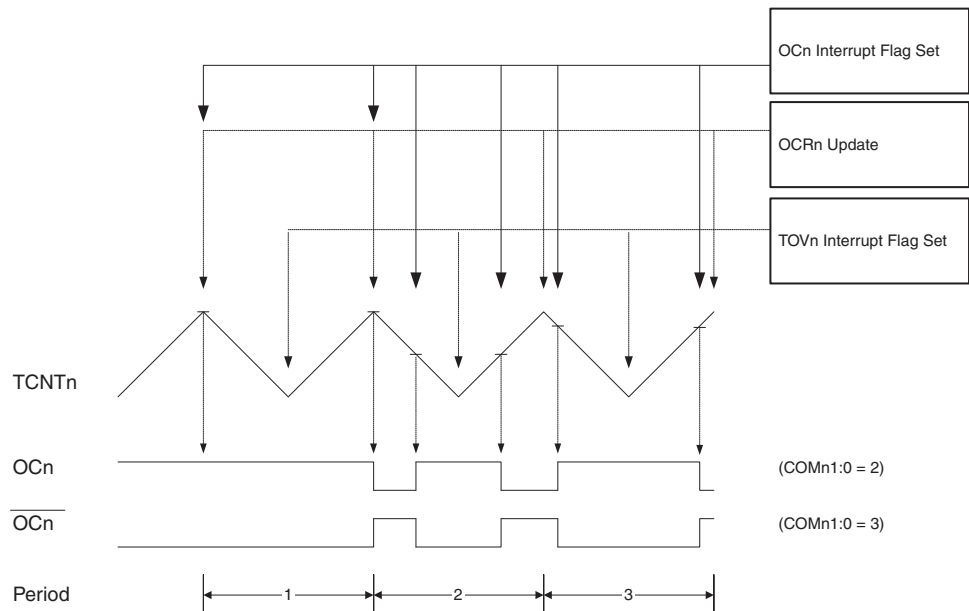 OCn Interrupt Flag Set
OCRn Update
TOVn Interrupt Flag Set
TCNTn
OCn
(COMn1:0 = 2)
OCn
(COMn1:0 = 3)
Period
1
2
3